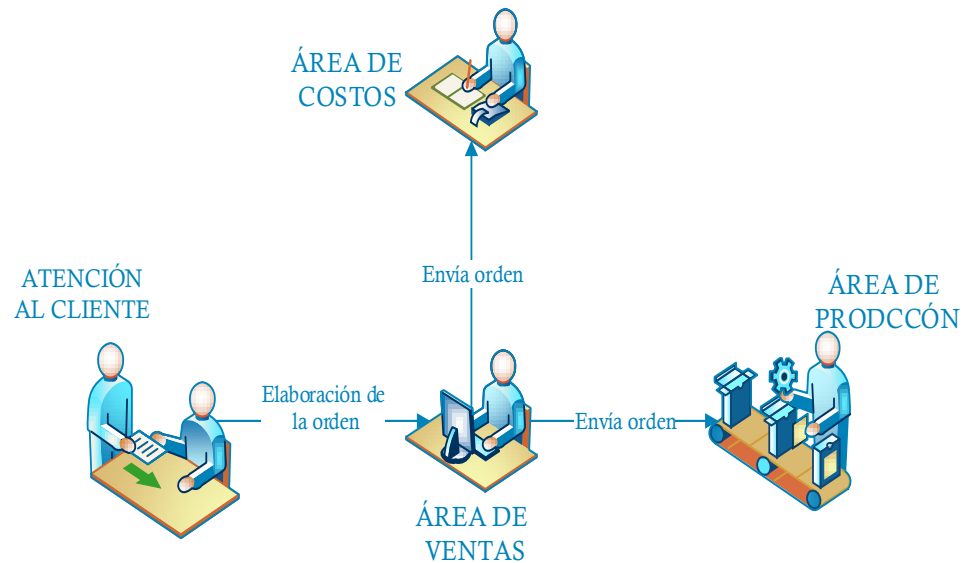 ÁREA DE
COSTOS
Envía orden
ATENCIÓN
AL CLIENTE
Elaboración de
la orden
ÁREA DE
VENTAS
Envía orden
ÁREA DE
PRODCCÓN